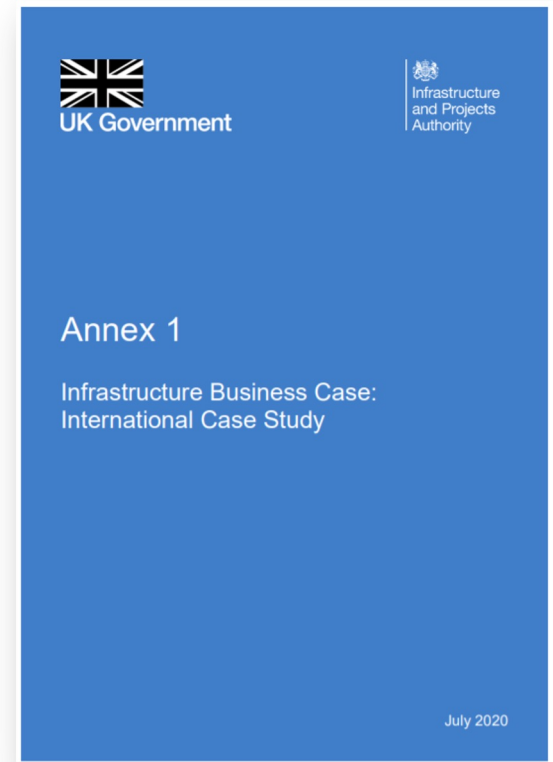 UK Government
Infrastructure
and Projects
Authority
Annex 1
Infrastructure Business Case:
International Case Study
July 2020